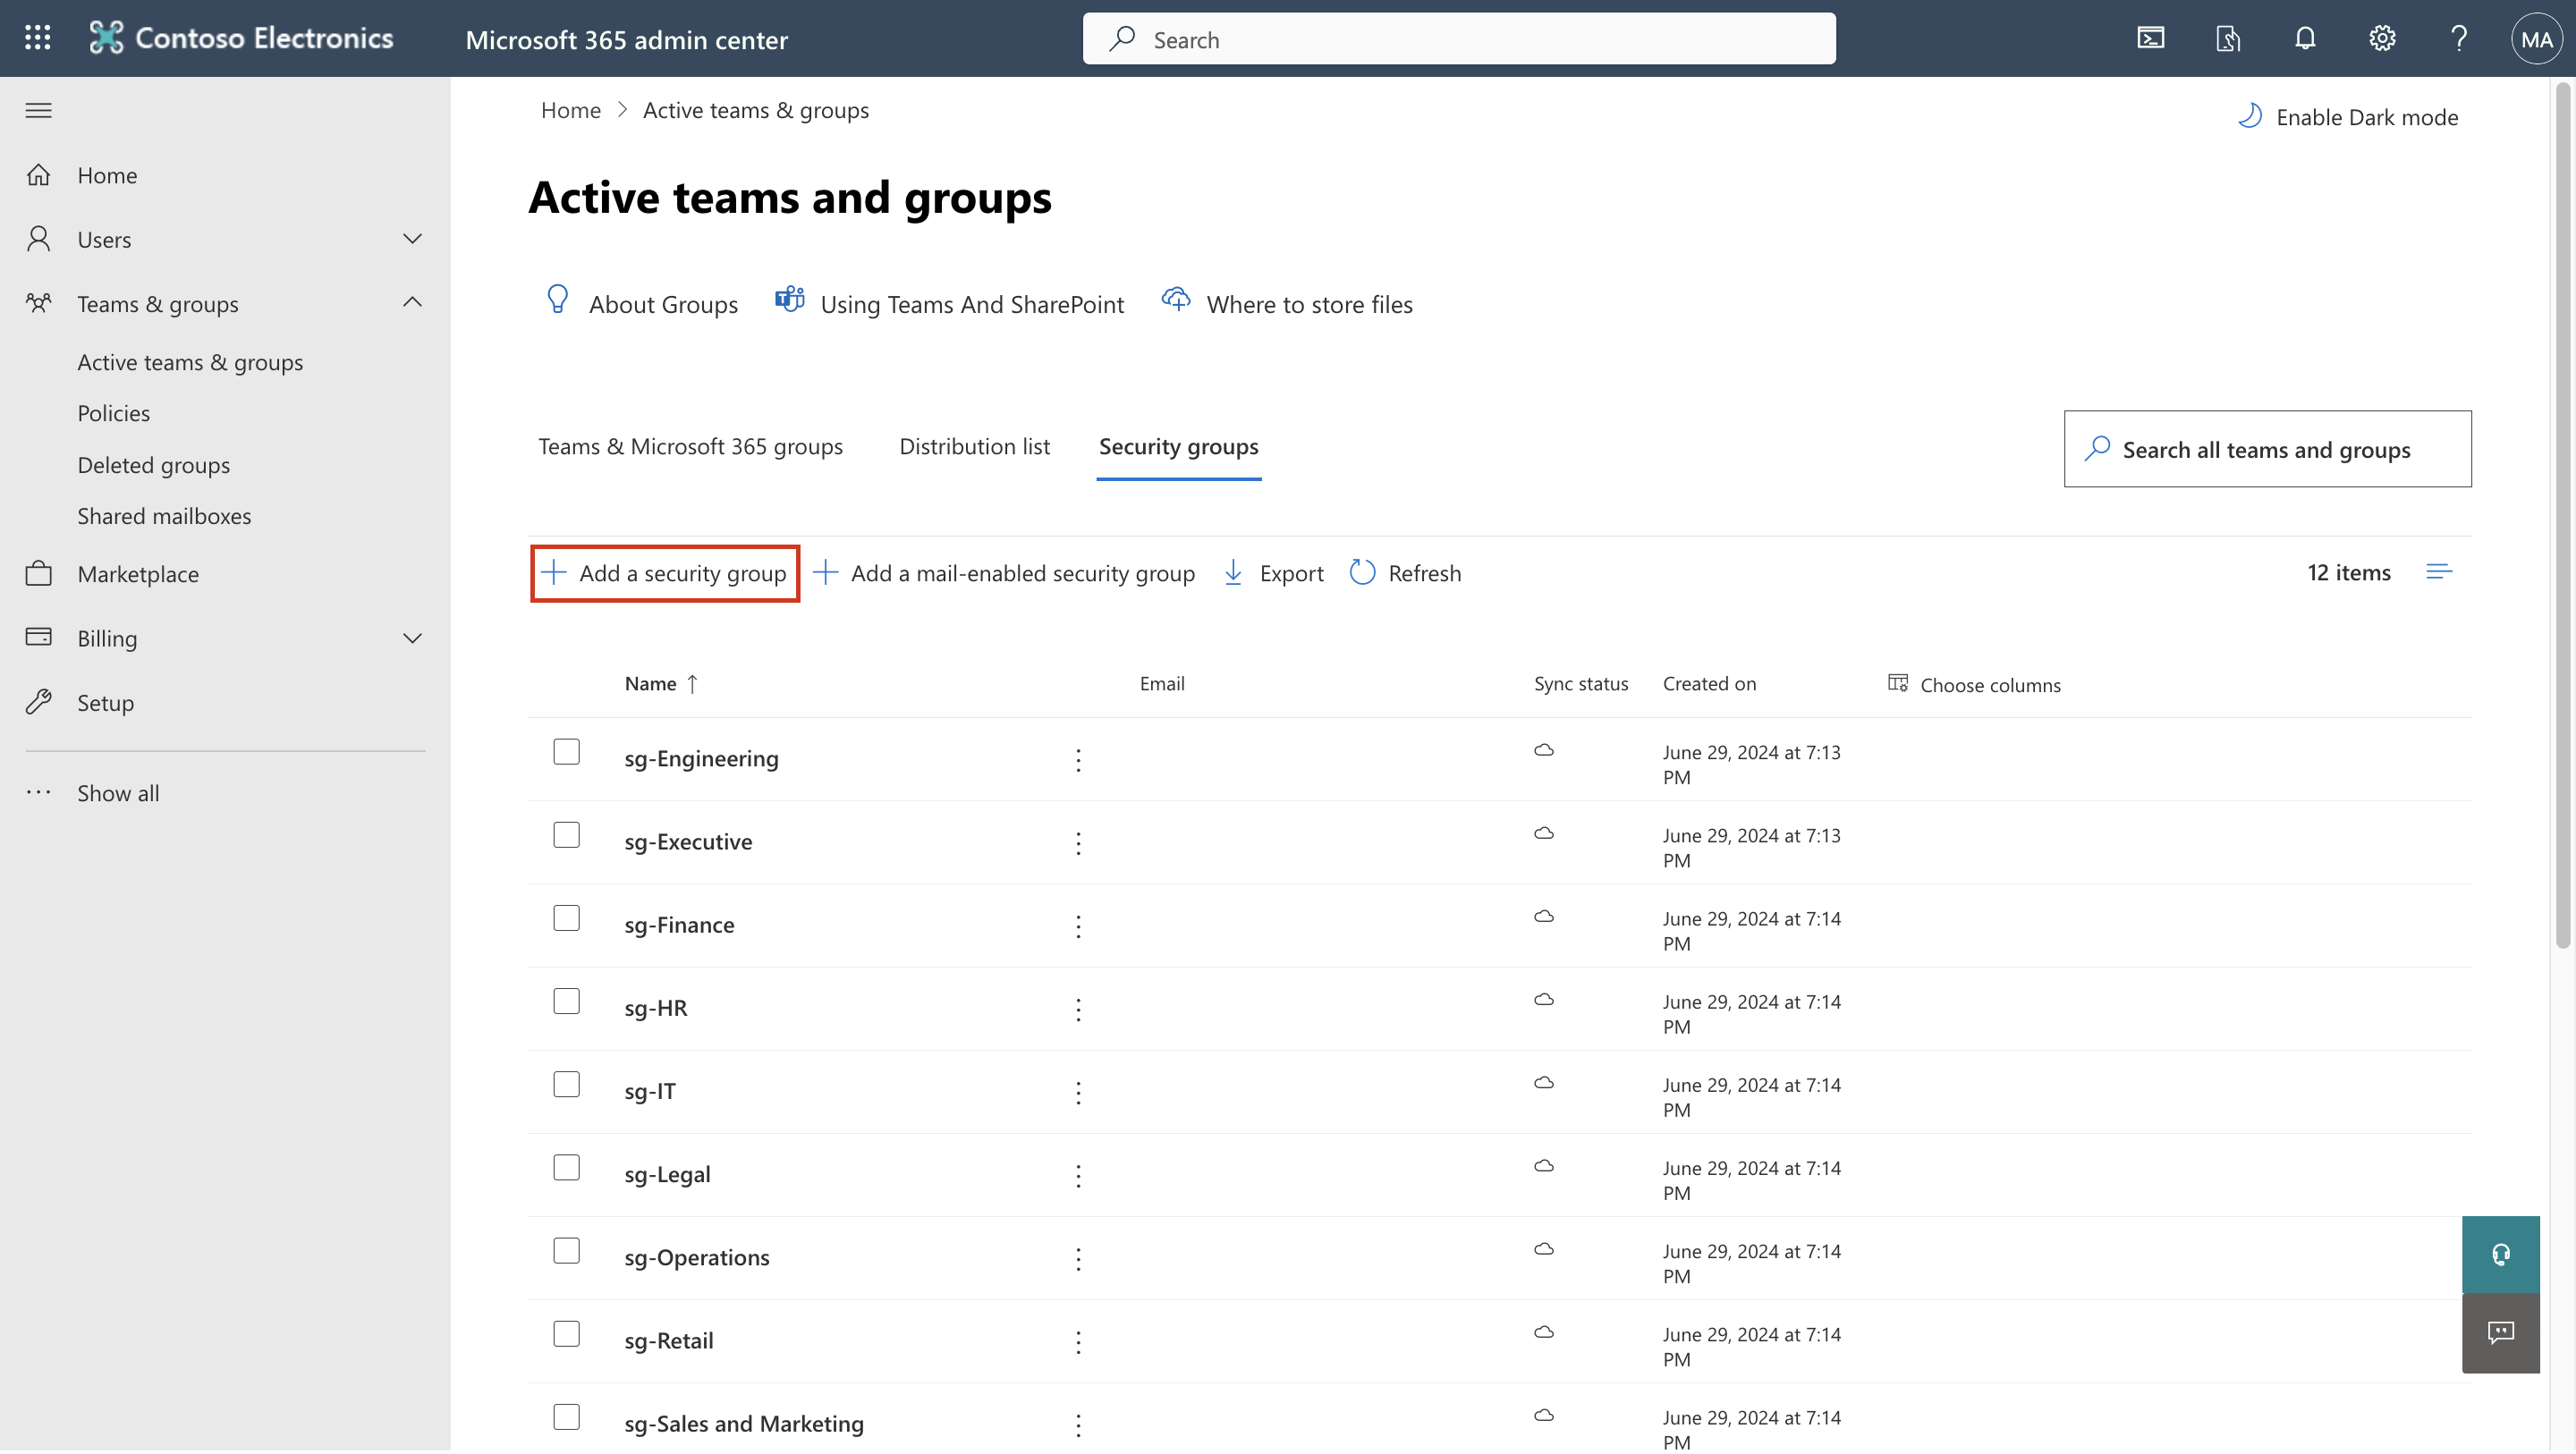 Contoso Electronics
Microsoft 365 admin center
Search
MA
Home
Users
Teams & groups
Active teams & groups
Policies
Deleted groups
Shared mailboxes
Marketplace
Billing
Setup
Show all
Home > Active teams & groups
Enable Dark mode
Active teams and groups
About Groups
Using Teams And SharePoint
Where to store files
Teams & Microsoft 365 groups
Distribution list
Security groups
Search all teams and groups
Add a security group
Add a mail-enabled security group
Export
Refresh
12 items
Name ↑
Email
Sync status
Created on
Choose columns
sg-Engineering
June 29, 2024 at 7:13
PM
sg-Executive
June 29, 2024 at 7:13
PM
sg-Finance
June 29, 2024 at 7:14
PM
sg-HR
June 29, 2024 at 7:14
PM
sg-IT
June 29, 2024 at 7:14
PM
sg-Legal
June 29, 2024 at 7:14
PM
sg-Operations
June 29, 2024 at 7:14
PM
sg-Retail
June 29, 2024 at 7:14
PM
sg-Sales and Marketing
June 29, 2024 at 7:14
PM